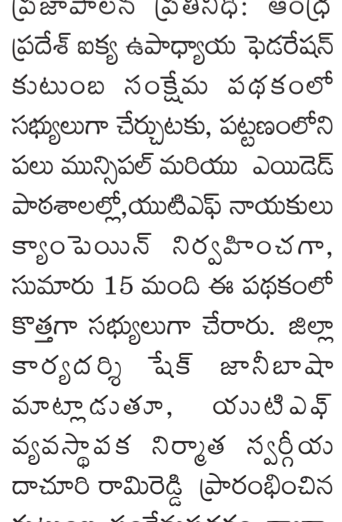 ప్రజాపాలన ప్రతినిధి: ఆంధ్ర
ప్రదేశ్ ఐక్య ఉపాధ్యాయ ఫెడరేషన్
కుటుంబ సంక్షేమ పథకంలో
సభ్యులుగా చేర్చుటకు, పట్టణంలోని
పలు మున్సిపల్ మరియు ఎయిడెడ్
పాఠశాలల్లో,యుటిఎఫ్ నాయకులు
క్యాంపెయిన్ నిర్వహించగా,
సుమారు 15 మంది ఈ పథకంలో
కొత్తగా సభ్యులుగా చేరారు. జిల్లా
కార్యదర్శి షేక్ జానీబాషా
మాట్లాడుతూ, యుటిఎఫ్
వ్యవస్థాపక నిర్మాత స్వర్గీయ
దాచూరి రామిరెడ్డి ప్రారంభించిన